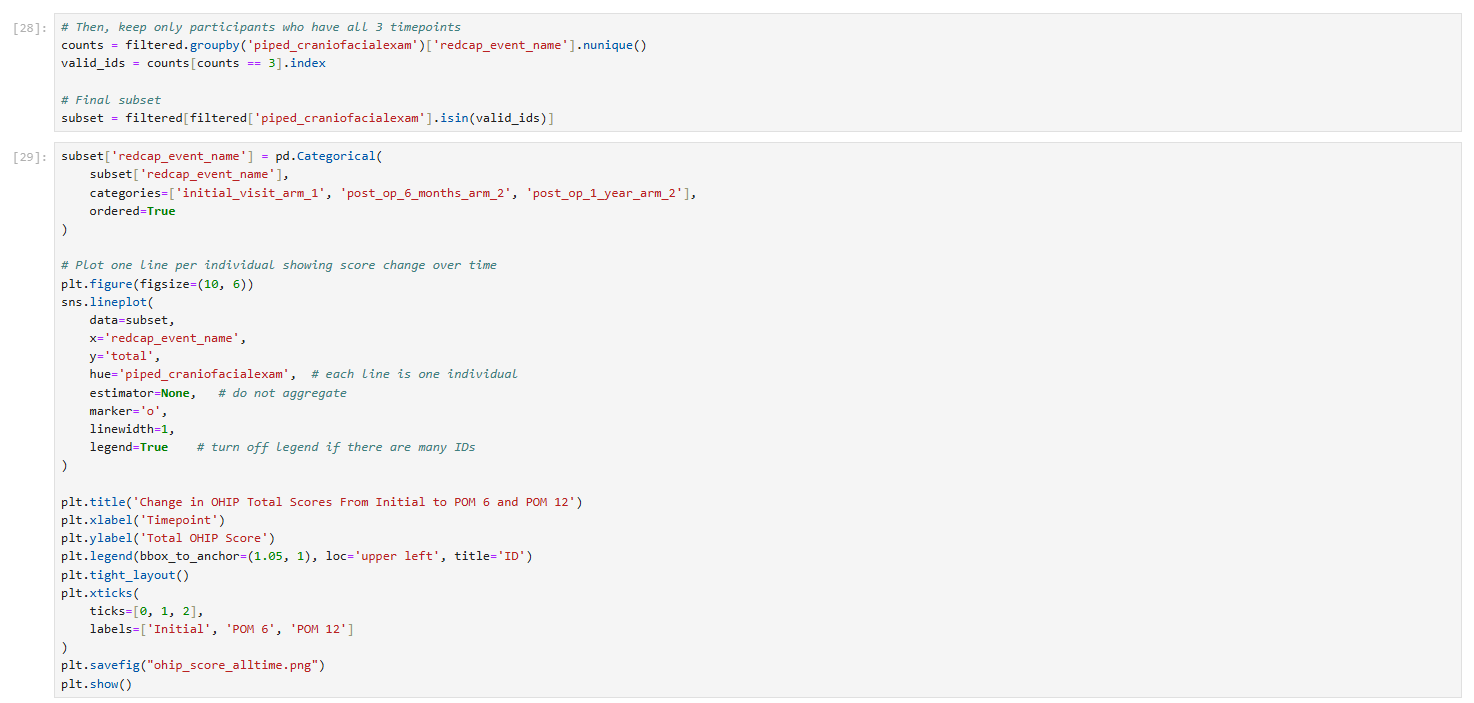 [28]: # Then, keep only participants who have all 3 timepoints
counts = filtered.groupby('piped_craniofacialexam')['redcap_event_name'].nunique()
valid_ids = counts[counts == 3].index

# Final subset
subset = filtered[filtered['piped_craniofacialexam'].isin(valid_ids)]

[29]: subset['redcap_event_name'] = pd.Categorical(
    subset['redcap_event_name'],
    categories=['initial_visit_arm_1', 'post_op_6_months_arm_2', 'post_op_1_year_arm_2'],
    ordered=True
)

# Plot one line per individual showing score change over time
plt.figure(figsize=(10, 6))
sns.lineplot(
    data=subset,
    x='redcap_event_name',
    y='total',
    hue='piped_craniofacialexam',  # each line is one individual
    estimator=None,   # do not aggregate
    marker='o',
    linewidth=1,
    legend=True    # turn off legend if there are many IDs
)

plt.title('Change in OHIP Total Scores From Initial to POM 6 and POM 12')
plt.xlabel('Timepoint')
plt.ylabel('Total OHIP Score')
plt.legend(bbox_to_anchor=(1.05, 1), loc='upper left', title='ID')
plt.tight_layout()
plt.xticks(
    ticks=[0, 1, 2],
    labels=['Initial', 'POM 6', 'POM 12']
)
plt.savefig("ohip_score_alltime.png")
plt.show()